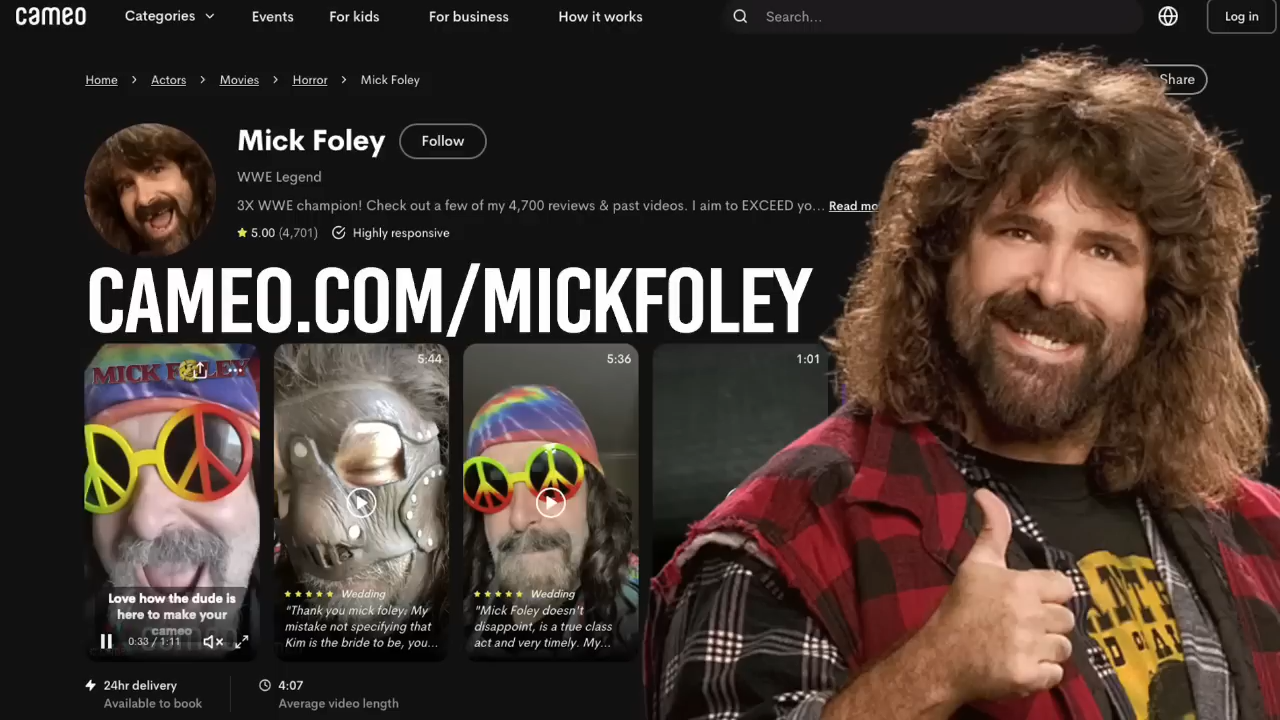 cameo
Categories
Events
For kids
For business
How it works
Search...
Log in
Home > Actors > Movies > Horror > Mick Foley
Share
Mick Foley
Follow
WWE Legend
3X WWE champion! Check out a few of my 4,700 reviews & past videos. I aim to EXCEED yo... Read mo
5.00 (4,701)
Highly responsive
CAMEO.COM/MICKFOLEY
MICK FOLEY
Love how the dude is
here to make your
cameo
0:33 / 1:11
5:44
Wedding
"Thank you mick foley: My
mistake not specifying that
Kim is the bride to be, you...
5:36
Wedding
"Mick Foley doesn't
disappoint, is a true class
act and very timely. My...
1:01
24hr delivery
Available to book
4:07
Average video length